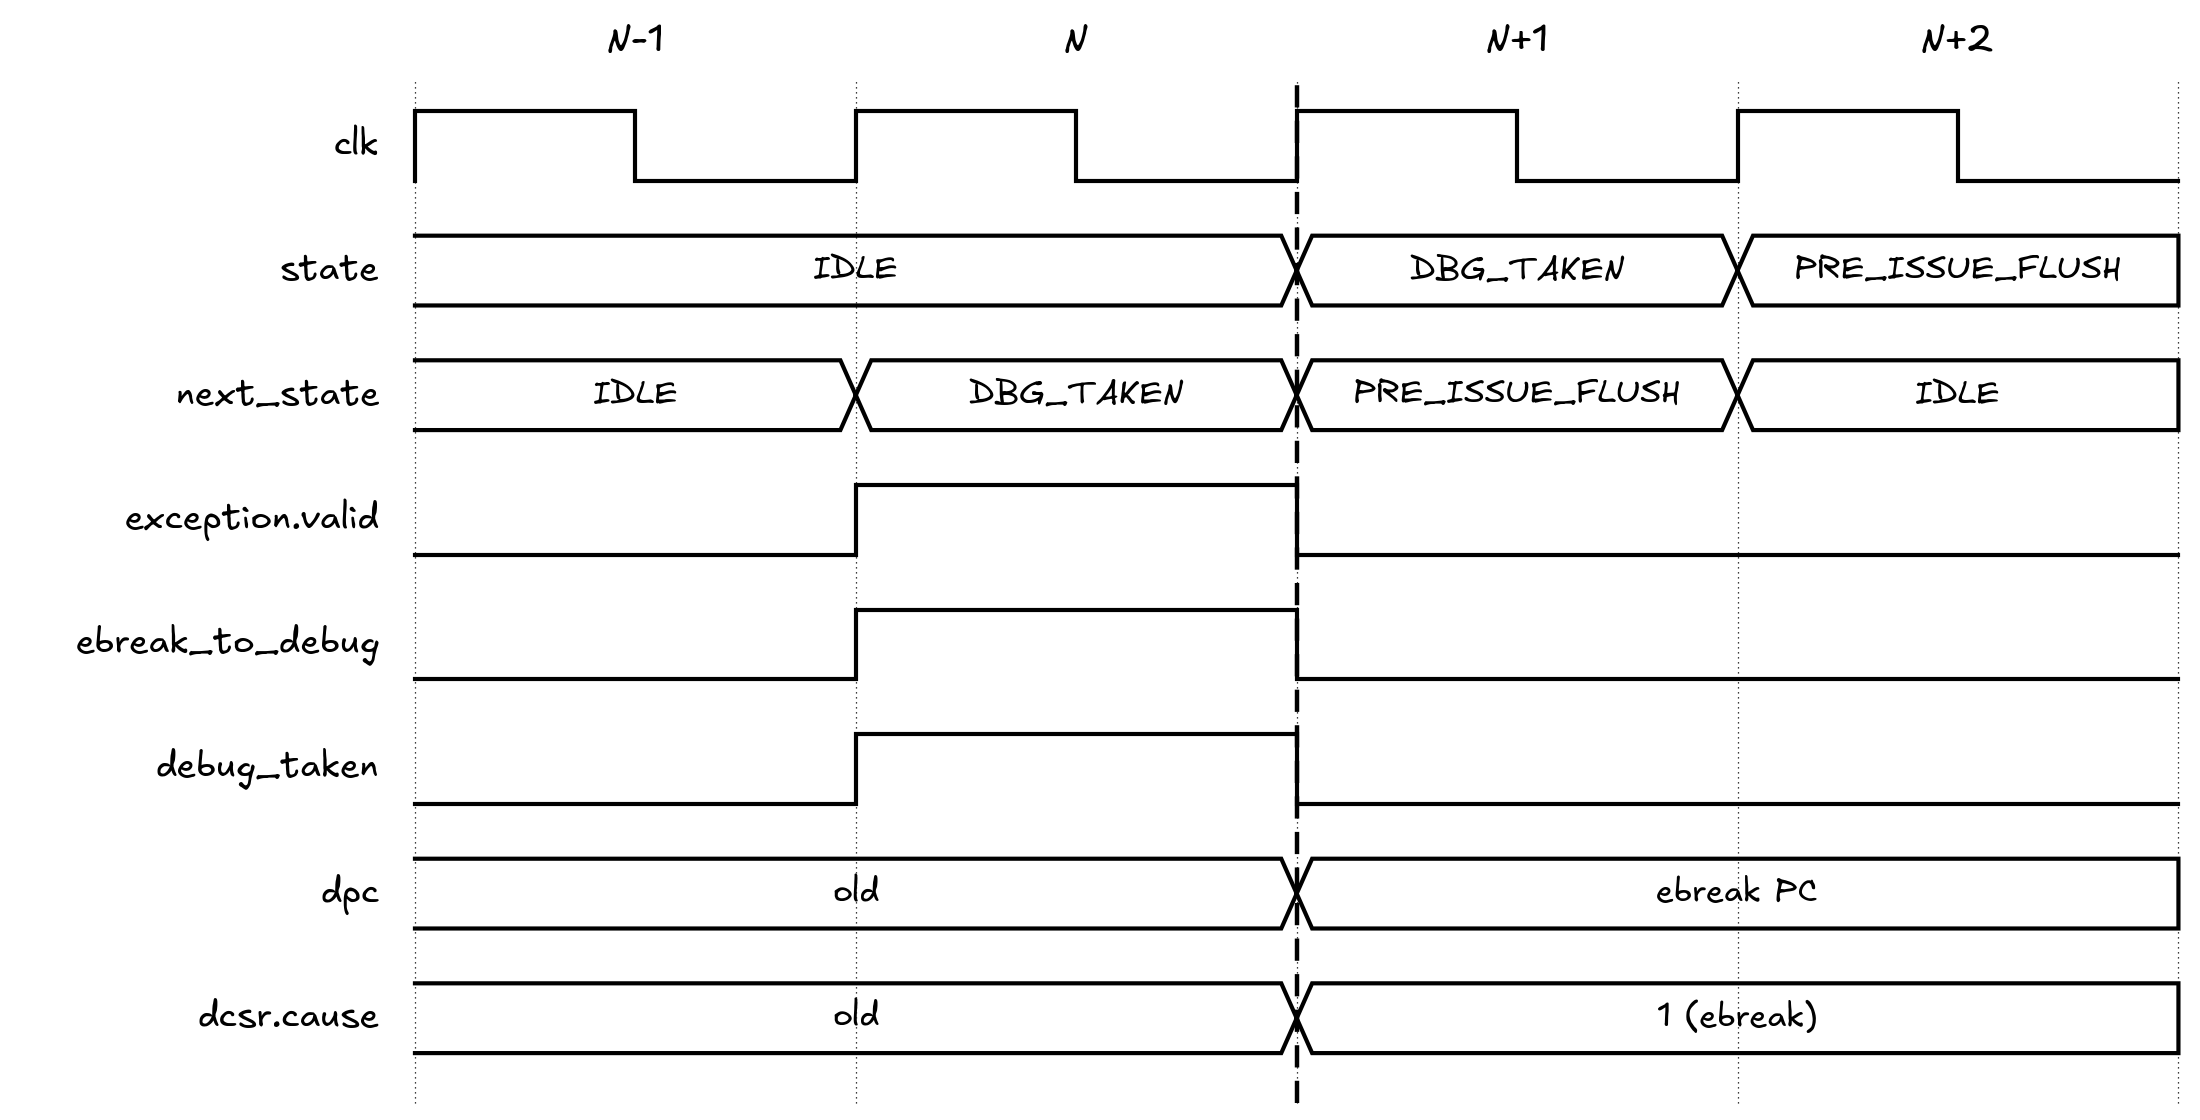 N-1 N N+1 N+2
clk
state IDLE DBG_TAKEN PRE_ISSUE_FLUSH
next_state IDLE DBG_TAKEN PRE_ISSUE_FLUSH IDLE
exception.valid
ebreak_to_debug
debug_taken
dpc old ebreak PC
dcsr.cause old 1 (ebreak)